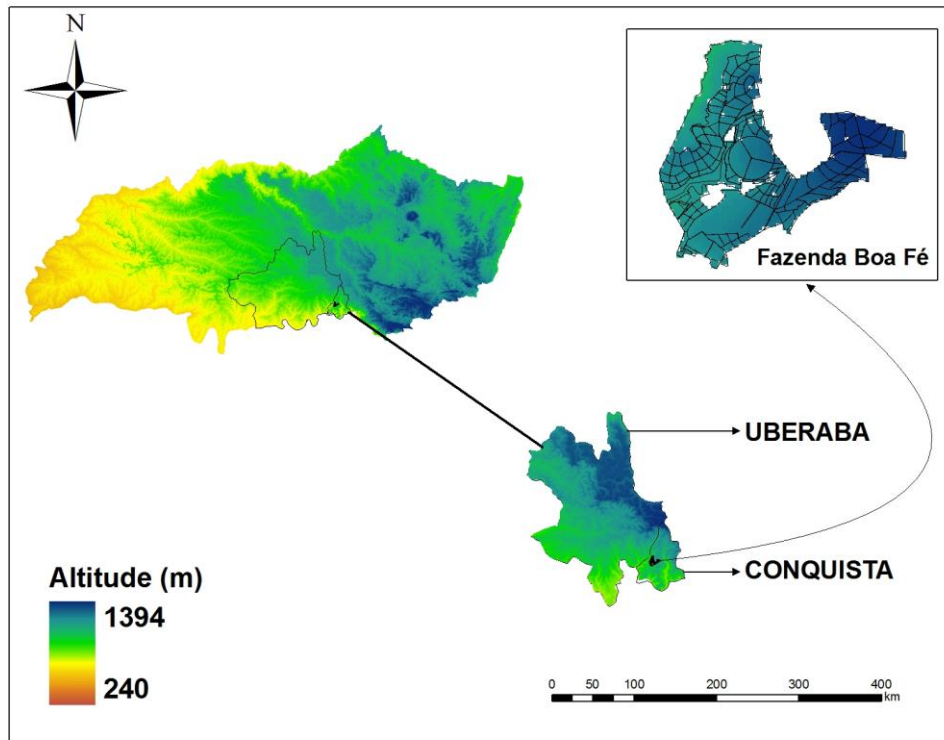 N
Fazenda Boa Fé
UBERABA
CONQUISTA
Altitude (m)
1394
240
0 50 100 200 300 400
km